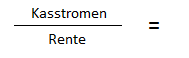 Kasstromen
=
Rente